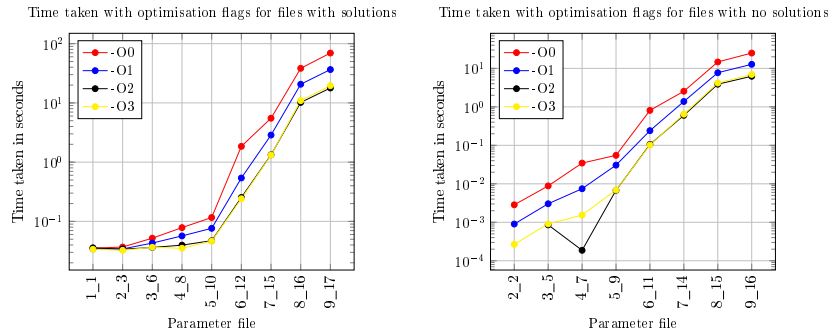 Time taken with optimisation flags for files with solutions
10^2
10^1
10^0
10^-1
Time taken in seconds
-O0
-O1
-O2
-O3
1_1
2_3
3_6
4_8
5_10
6_12
7_15
8_16
9_17
Parameter file
Time taken with optimisation flags for files with no solutions
10^1
10^0
10^-1
10^-2
10^-3
10^-4
Time taken in seconds
-O0
-O1
-O2
-O3
2_2
3_5
4_7
5_9
6_11
7_14
8_15
9_16
Parameter file